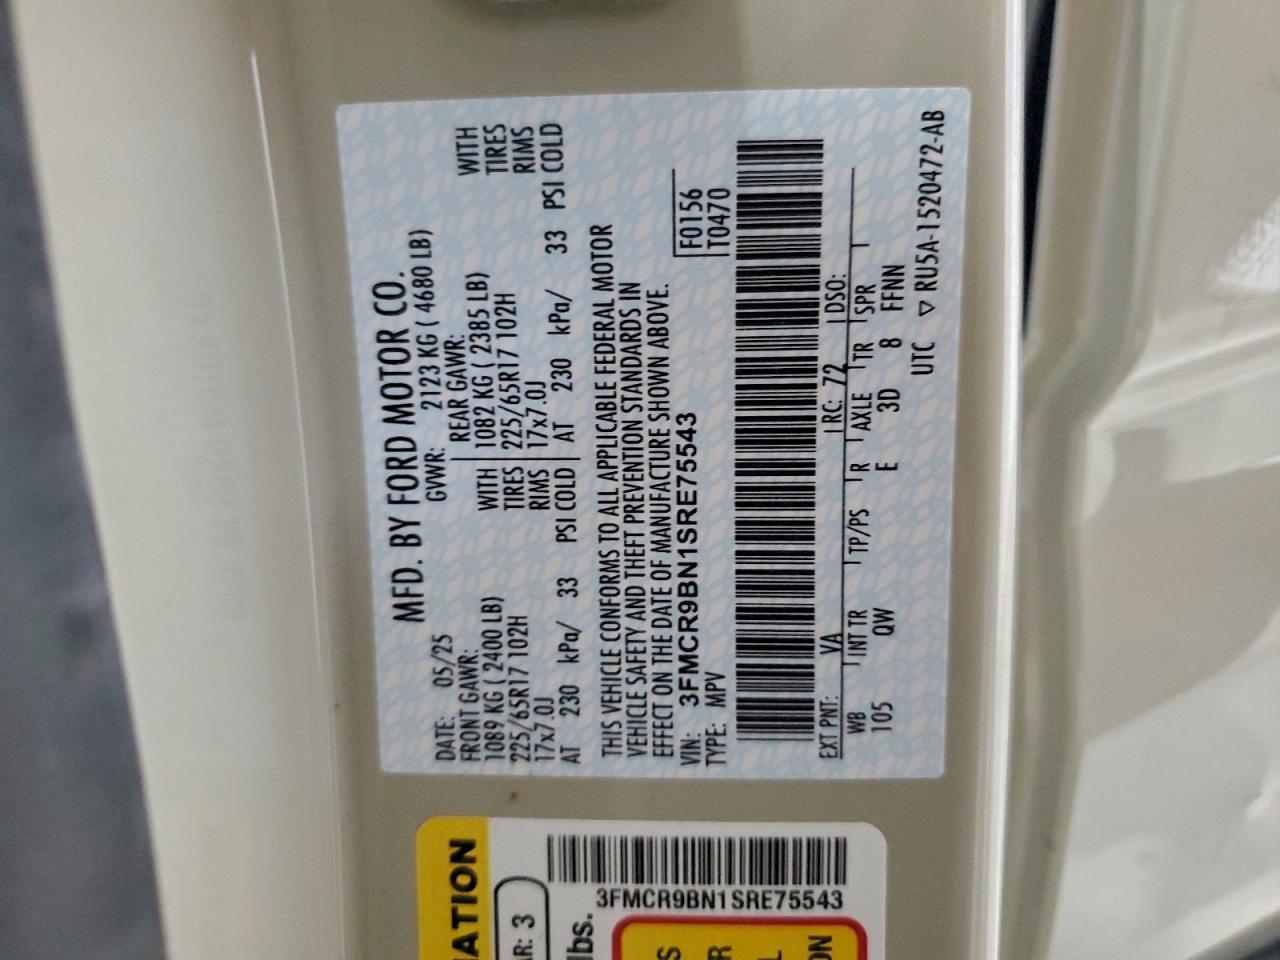 MFD. BY FORD MOTOR CO.
DATE: 05/25 GVWR: 2123 KG ( 4680 LB)
FRONT GAWR: REAR GAWR:
1089 KG ( 2400 LB) WITH 1082 KG ( 2385 LB) WITH
225/65R17 102H TIRES 225/65R17 102H TIRES
17x7.0J RIMS 17x7.0J RIMS
AT 230 kPa/ 33 PSI COLD AT 230 kPa/ 33 PSI COLD
THIS VEHICLE CONFORMS TO ALL APPLICABLE FEDERAL MOTOR
VEHICLE SAFETY AND THEFT PREVENTION STANDARDS IN
EFFECT ON THE DATE OF MANUFACTURE SHOWN ABOVE.
VIN: 3FMCR9BN1SRE75543 F0156
TYPE: MPV T0470
EXT PNT: VA RC: 72 DSO:
WB INT TR TP/PS R AXLE TR SPR
105 QW E 3D 8 FFNN
UTC ▽ RU5A-1520472-AB
ATION
AR: 3
lbs.
3FMCR9BN1SRE75543
S
R
L
ON